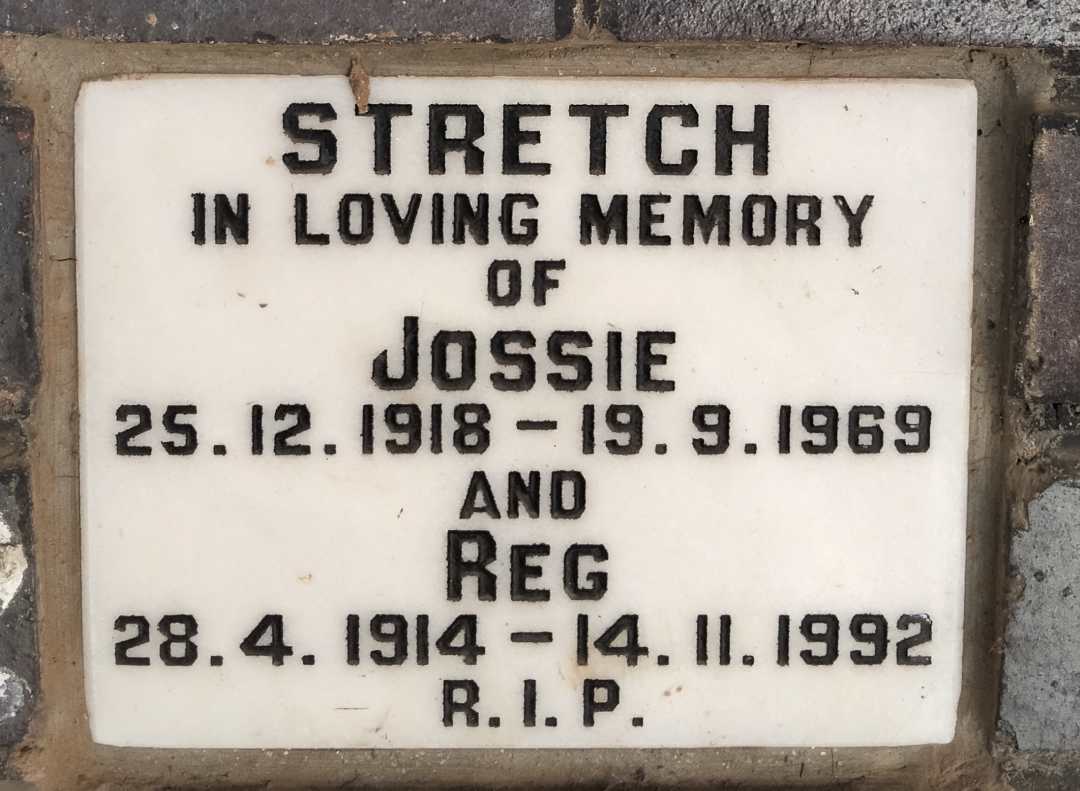 STRETCH
IN LOVING MEMORY
OF
JOSSIE
25.12.1918 – 19.9.1969
AND
REG
28.4.1914 – 14.11.1992
R.I.P.